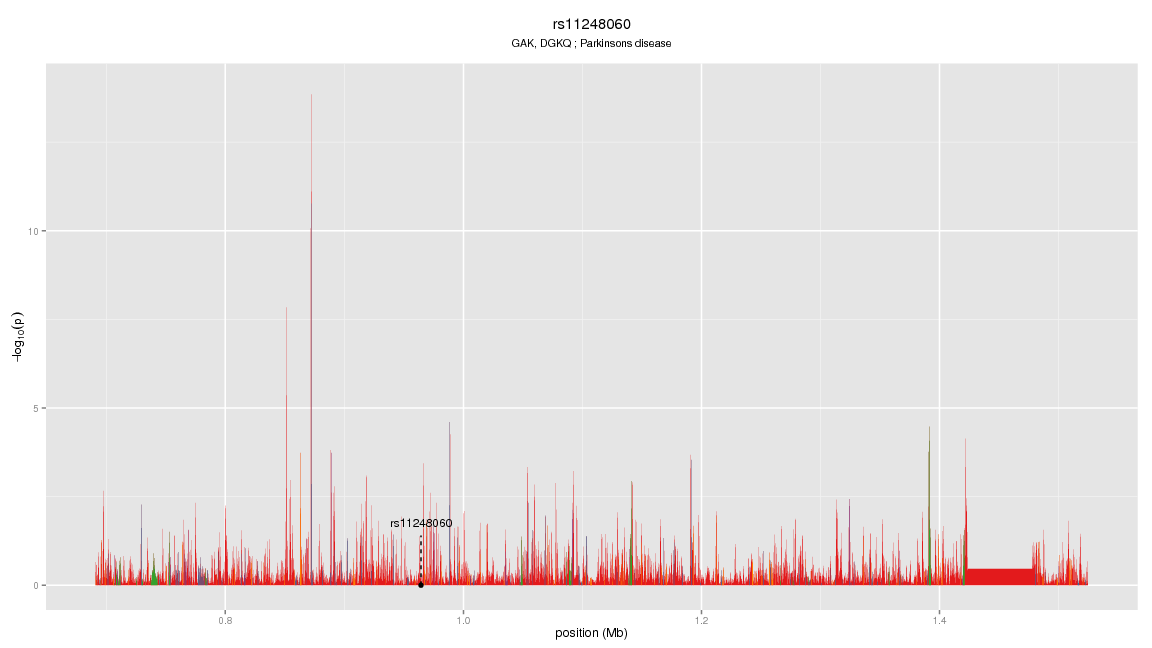 rs11248060
GAK, DGKQ ; Parkinsons disease
10
5
0
−log10(p)
rs11248060
0.8 1.0 1.2 1.4
position (Mb)